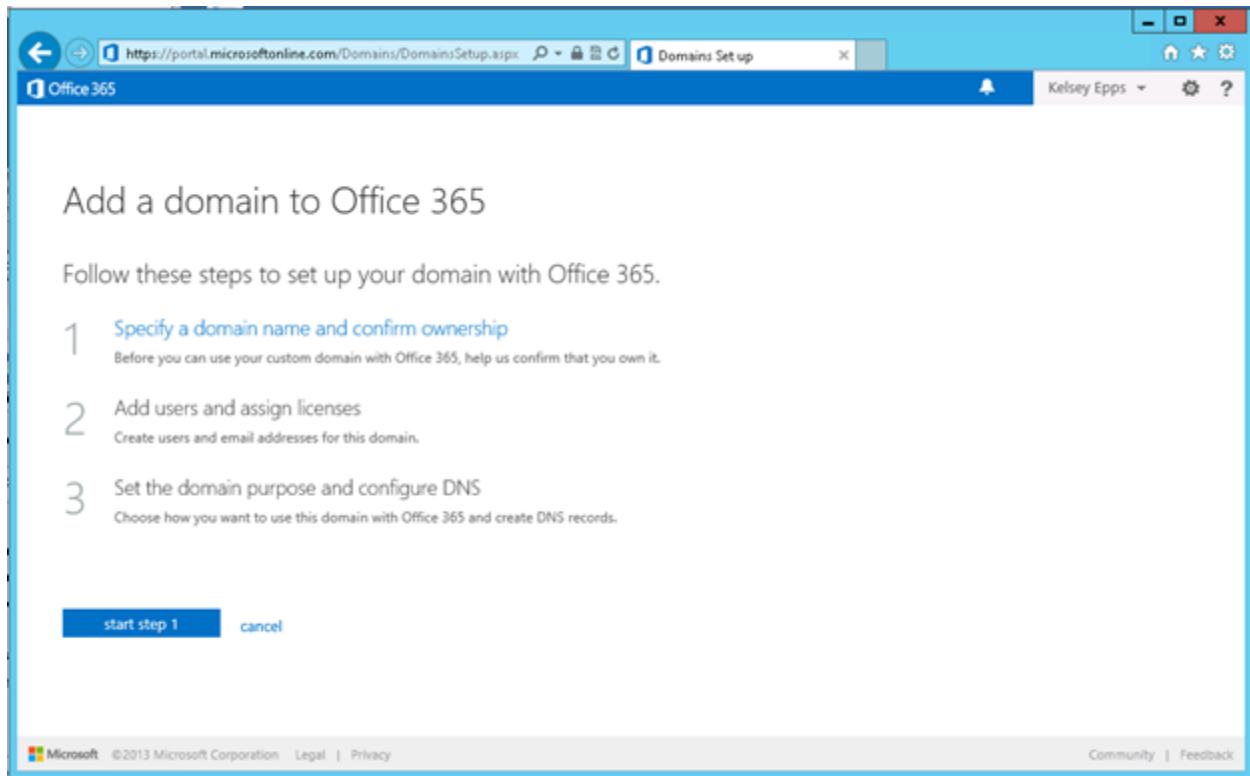 https://portal.microsoftonline.com/Domains/DomainsSetup.aspx
Domains Set up
Office 365
Kelsey Epps
?
Add a domain to Office 365
Follow these steps to set up your domain with Office 365.
1 Specify a domain name and confirm ownership
Before you can use your custom domain with Office 365, help us confirm that you own it.
2 Add users and assign licenses
Create users and email addresses for this domain.
3 Set the domain purpose and configure DNS
Choose how you want to use this domain with Office 365 and create DNS records.
start step 1 cancel
Microsoft ©2013 Microsoft Corporation Legal | Privacy Community | Feedback